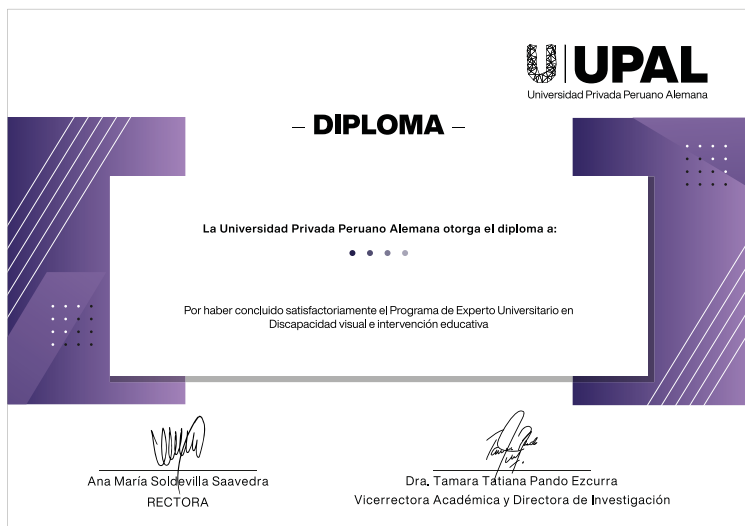 UPAL
Universidad Privada Peruano Alemana
– DIPLOMA –
La Universidad Privada Peruano Alemana otorga el diploma a:
Por haber concluido satisfactoriamente el Programa de Experto Universitario en
Discapacidad visual e intervención educativa
Ana María Soldevilla Saavedra
RECTORA
Dra. Tamara Tatiana Pando Ezcurra
Vicerrectora Académica y Directora de Investigación